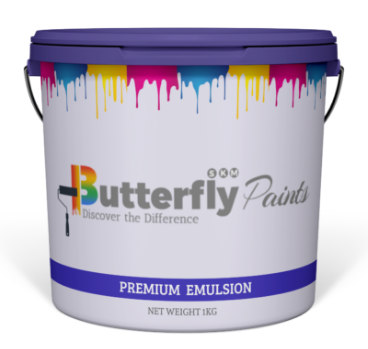 SKM
Butterfly Paints
Discover the Difference
PREMIUM EMULSION
NET WEIGHT 1KG